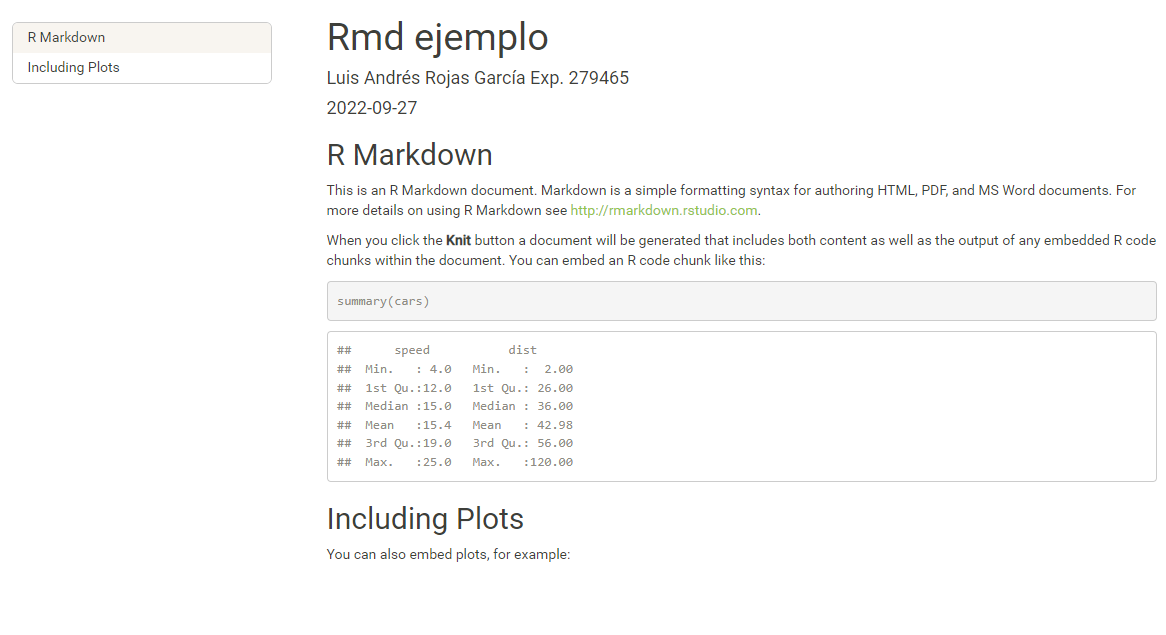 R Markdown
Including Plots
Rmd ejemplo
Luis Andrés Rojas García Exp. 279465
2022-09-27
R Markdown
This is an R Markdown document. Markdown is a simple formatting syntax for authoring HTML, PDF, and MS Word documents. For
more details on using R Markdown see http://rmarkdown.rstudio.com.
When you click the Knit button a document will be generated that includes both content as well as the output of any embedded R code
chunks within the document. You can embed an R code chunk like this:
summary(cars)
##      speed           dist
##  Min.   : 4.0   Min.   :  2.00
##  1st Qu.:12.0   1st Qu.: 26.00
##  Median :15.0   Median : 36.00
##  Mean   :15.4   Mean   : 42.98
##  3rd Qu.:19.0   3rd Qu.: 56.00
##  Max.   :25.0   Max.   :120.00
Including Plots
You can also embed plots, for example: